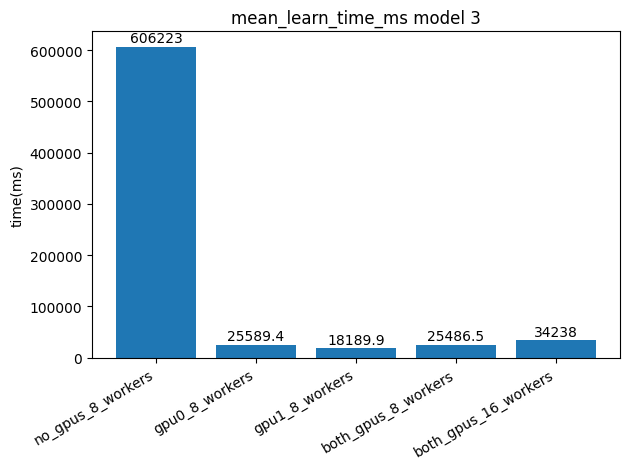 mean_learn_time_ms model 3
606223
600000
500000
400000
time(ms)
300000
200000
100000
25589.4
18189.9
25486.5
34238
0
no_gpus_8_workers
gpu0_8_workers
gpu1_8_workers
both_gpus_8_workers
both_gpus_16_workers